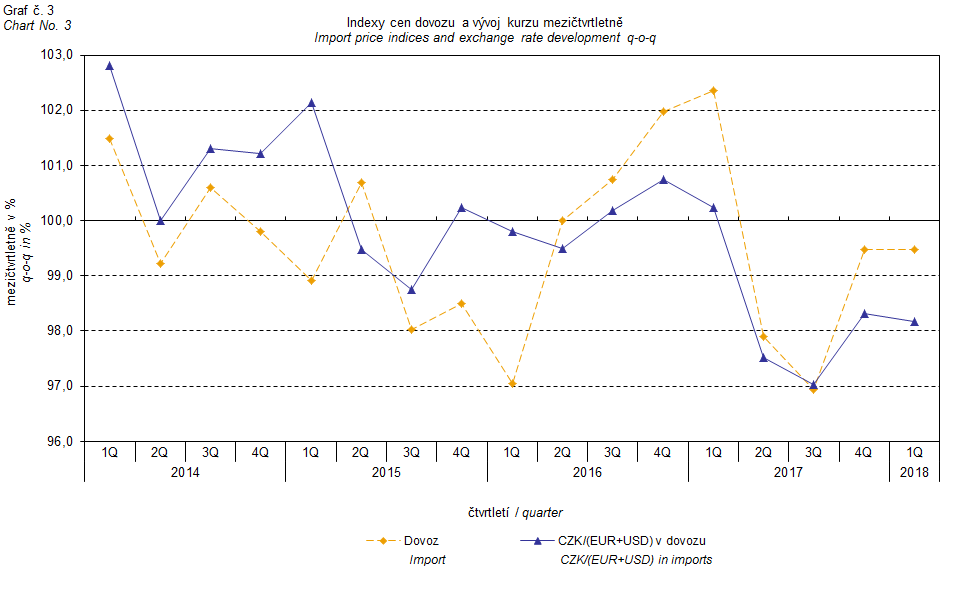 Graf č. 3
Chart No. 3
Indexy cen dovozu a vývoj kurzu mezičtvrtletně
Import price indices and exchange rate development q-o-q
mezičtvrtletně v %
q-o-q in %
103,0
102,0
101,0
100,0
99,0
98,0
97,0
96,0
1Q 2Q 3Q 4Q 1Q 2Q 3Q 4Q 1Q 2Q 3Q 4Q 1Q 2Q 3Q 4Q 1Q
2014 2015 2016 2017 2018
čtvrtletí / quarter
Dovoz CZK/(EUR+USD) v dovozu
Import CZK/(EUR+USD) in imports